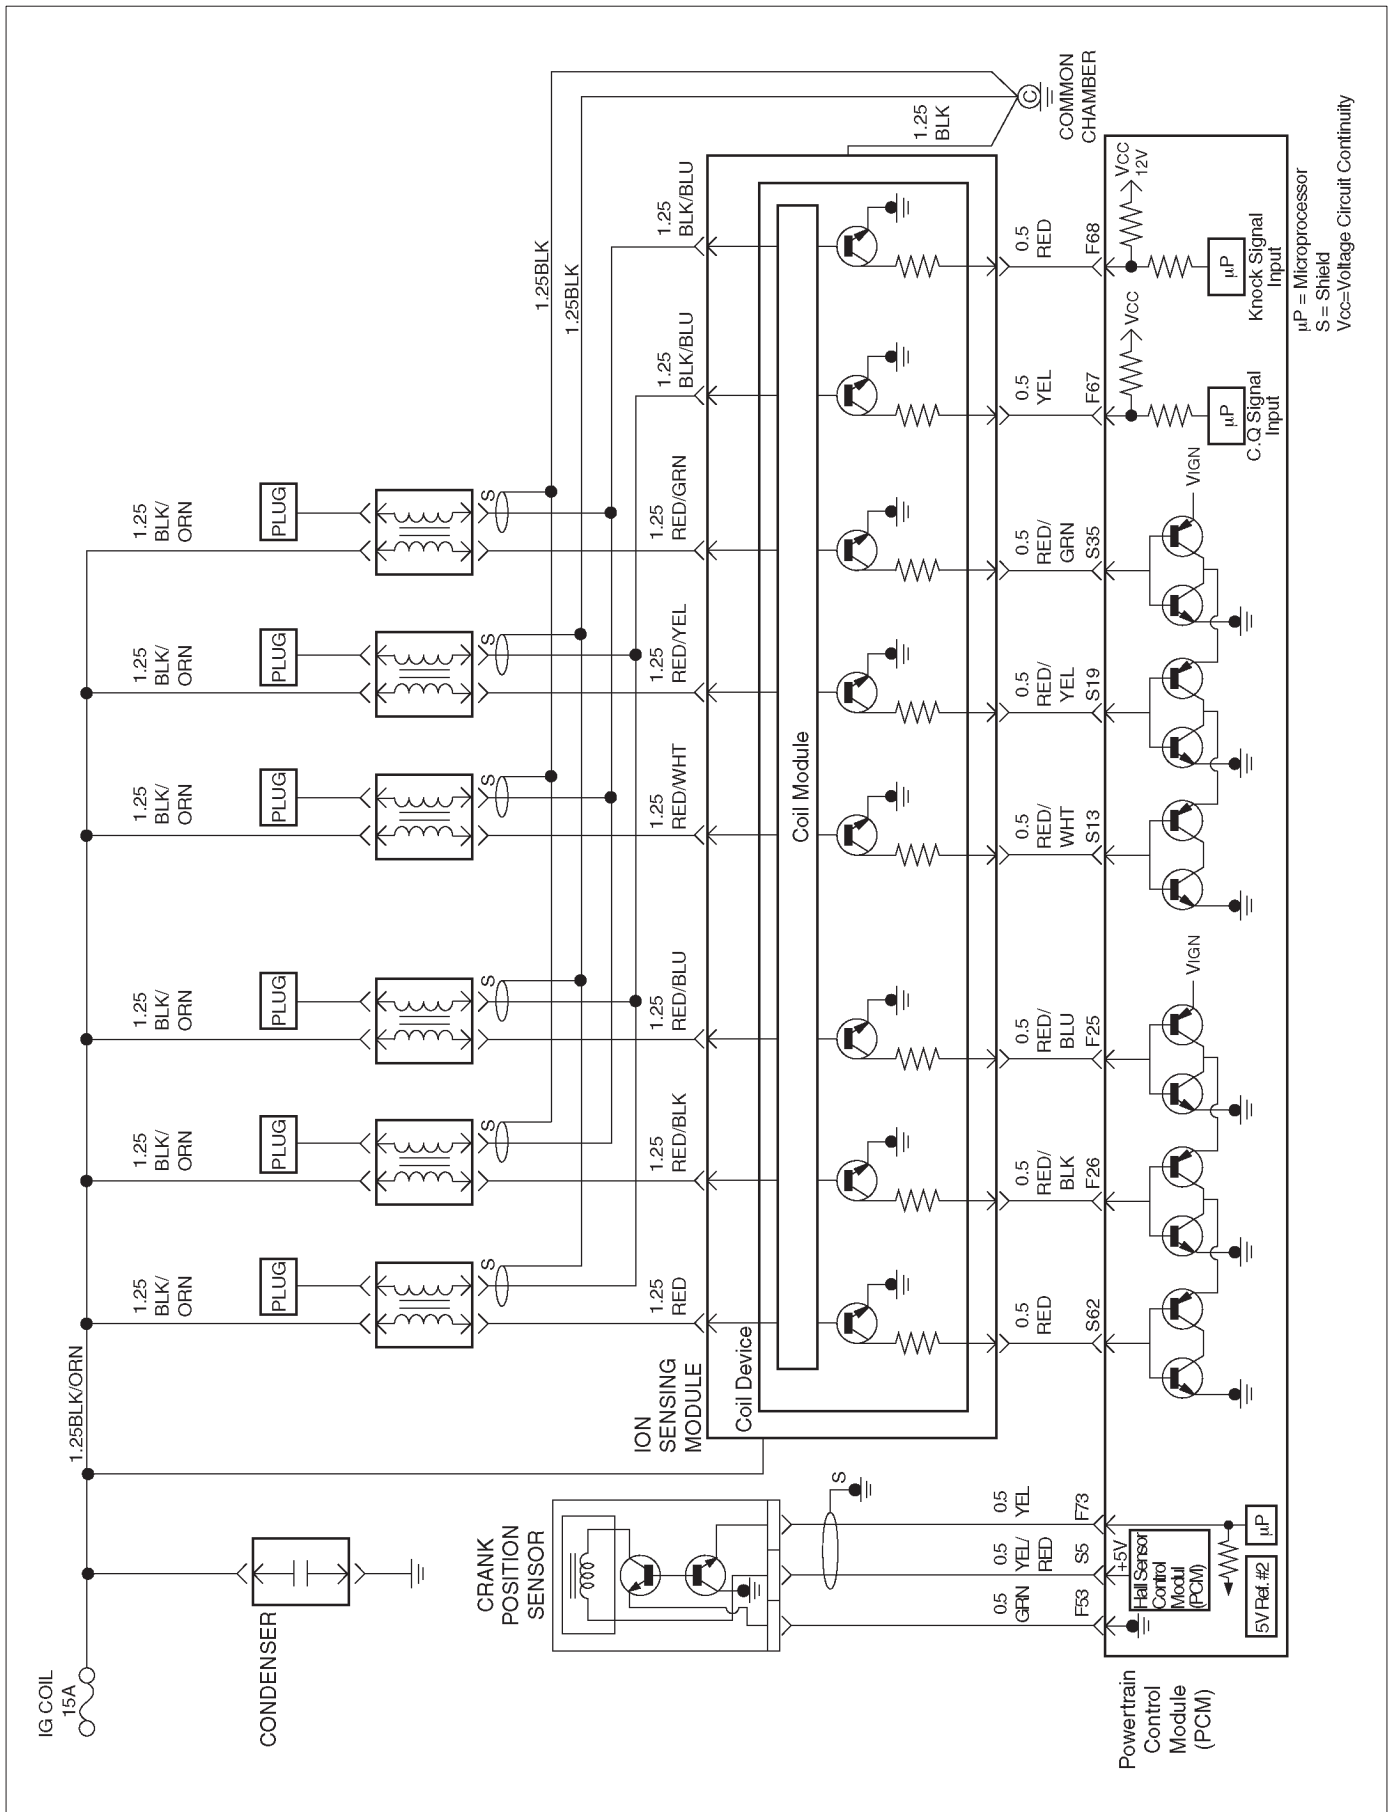 IG COIL
15A
1.25BLK/ORN
CONDENSER
1.25
BLK/
ORN
1.25
BLK/
ORN
1.25
BLK/
ORN
1.25
BLK/
ORN
1.25
BLK/
ORN
1.25
BLK/
ORN
PLUG
PLUG
PLUG
PLUG
PLUG
PLUG
S
S
S
S
S
S
1.25BLK
1.25BLK
CRANK
POSITION
SENSOR
ION
SENSING
MODULE
1.25
RED
1.25
RED/BLK
1.25
RED/BLU
1.25
RED/WHT
1.25
RED/YEL
1.25
RED/GRN
1.25
BLK/BLU
1.25
BLK/BLU
1.25
BLK
COMMON
CHAMBER
C
Coil Device
Coil Module
S
0.5
GRN
F53
0.5
YEL/
RED
S5
0.5
YEL
F73
0.5
RED
S62
0.5
RED/
BLK
F26
0.5
RED/
BLU
F25
0.5
RED/
WHT
S13
0.5
RED/
YEL
S19
0.5
RED/
GRN
S35
0.5
YEL
F67
0.5
RED
F68
Powertrain
Control
Module
(PCM)
+5V
Hall Sensor
Control
Modul
(PCM)
5V Ref. #2
µP
VIGN
VIGN
VCC
VCC
12V
µP
C.Q Signal
Input
µP
Knock Signal
Input
µP = Microprocessor
S = Shield
Vcc=Voltage Circuit Continuity